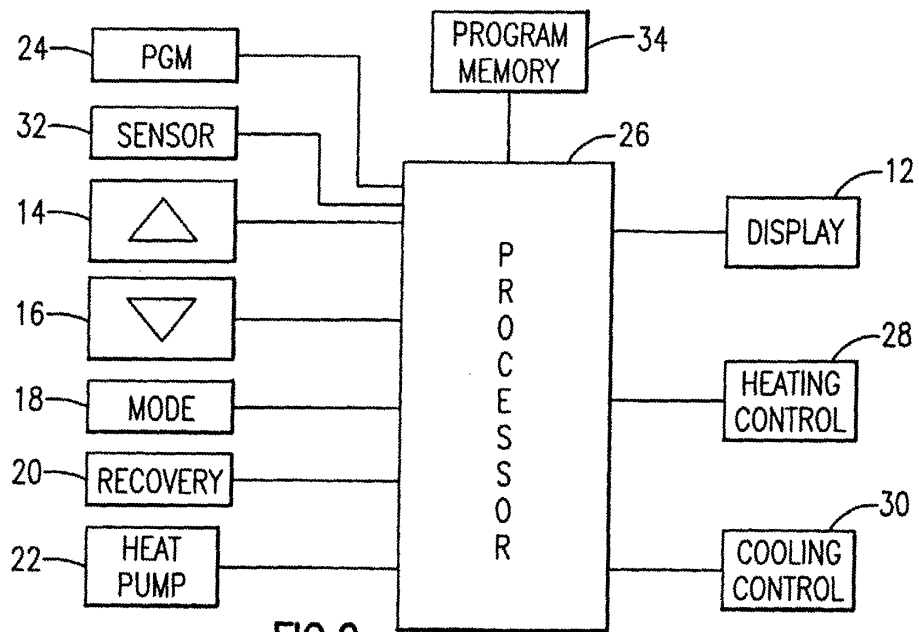 24
PGM
32
SENSOR
14
16
18
MODE
20
RECOVERY
22
HEAT
PUMP
PROGRAM
MEMORY
34
26
PROCESSOR
12
DISPLAY
28
HEATING
CONTROL
30
COOLING
CONTROL